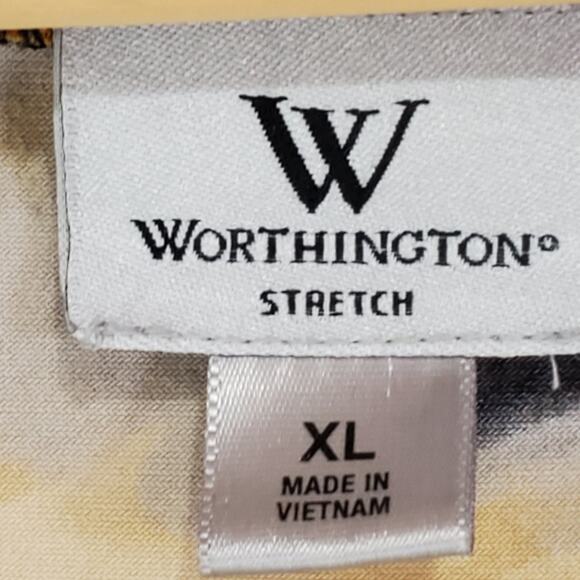 W
WORTHINGTON®
STRETCH
XL
MADE IN
VIETNAM